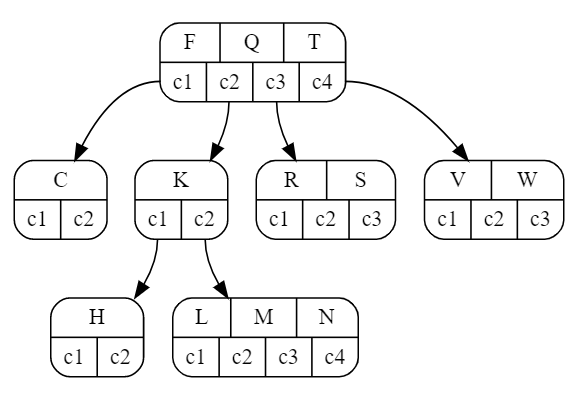 F Q T
c1 c2 c3 c4
C K R S V W
c1 c2 c1 c2 c1 c2 c3 c1 c2 c3
H L M N
c1 c2 c1 c2 c3 c4